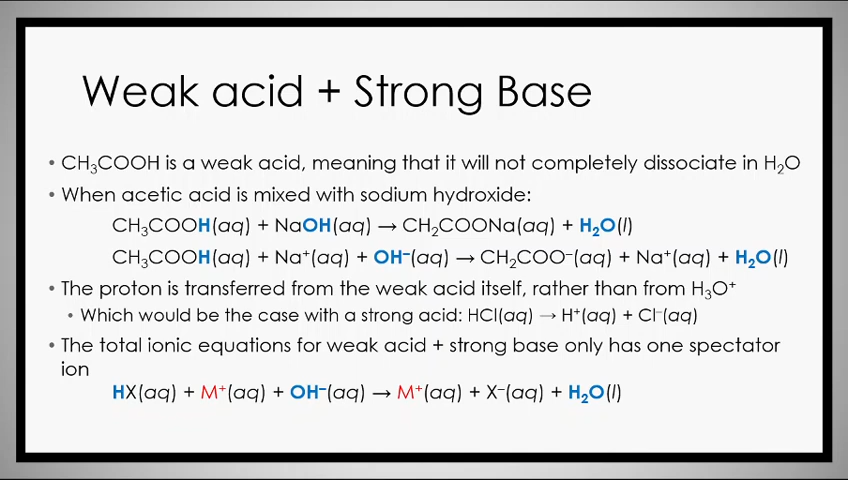 Weak acid + Strong Base
• CH₃COOH is a weak acid, meaning that it will not completely dissociate in H₂O
• When acetic acid is mixed with sodium hydroxide:
CH₃COOH(aq) + NaOH(aq) → CH₂COONa(aq) + H₂O(l)
CH₃COOH(aq) + Na⁺(aq) + OH⁻(aq) → CH₂COO⁻(aq) + Na⁺(aq) + H₂O(l)
• The proton is transferred from the weak acid itself, rather than from H₃O⁺
• Which would be the case with a strong acid: HCl(aq) → H⁺(aq) + Cl⁻(aq)
• The total ionic equations for weak acid + strong base only has one spectator
ion
HX(aq) + M⁺(aq) + OH⁻(aq) → M⁺(aq) + X⁻(aq) + H₂O(l)